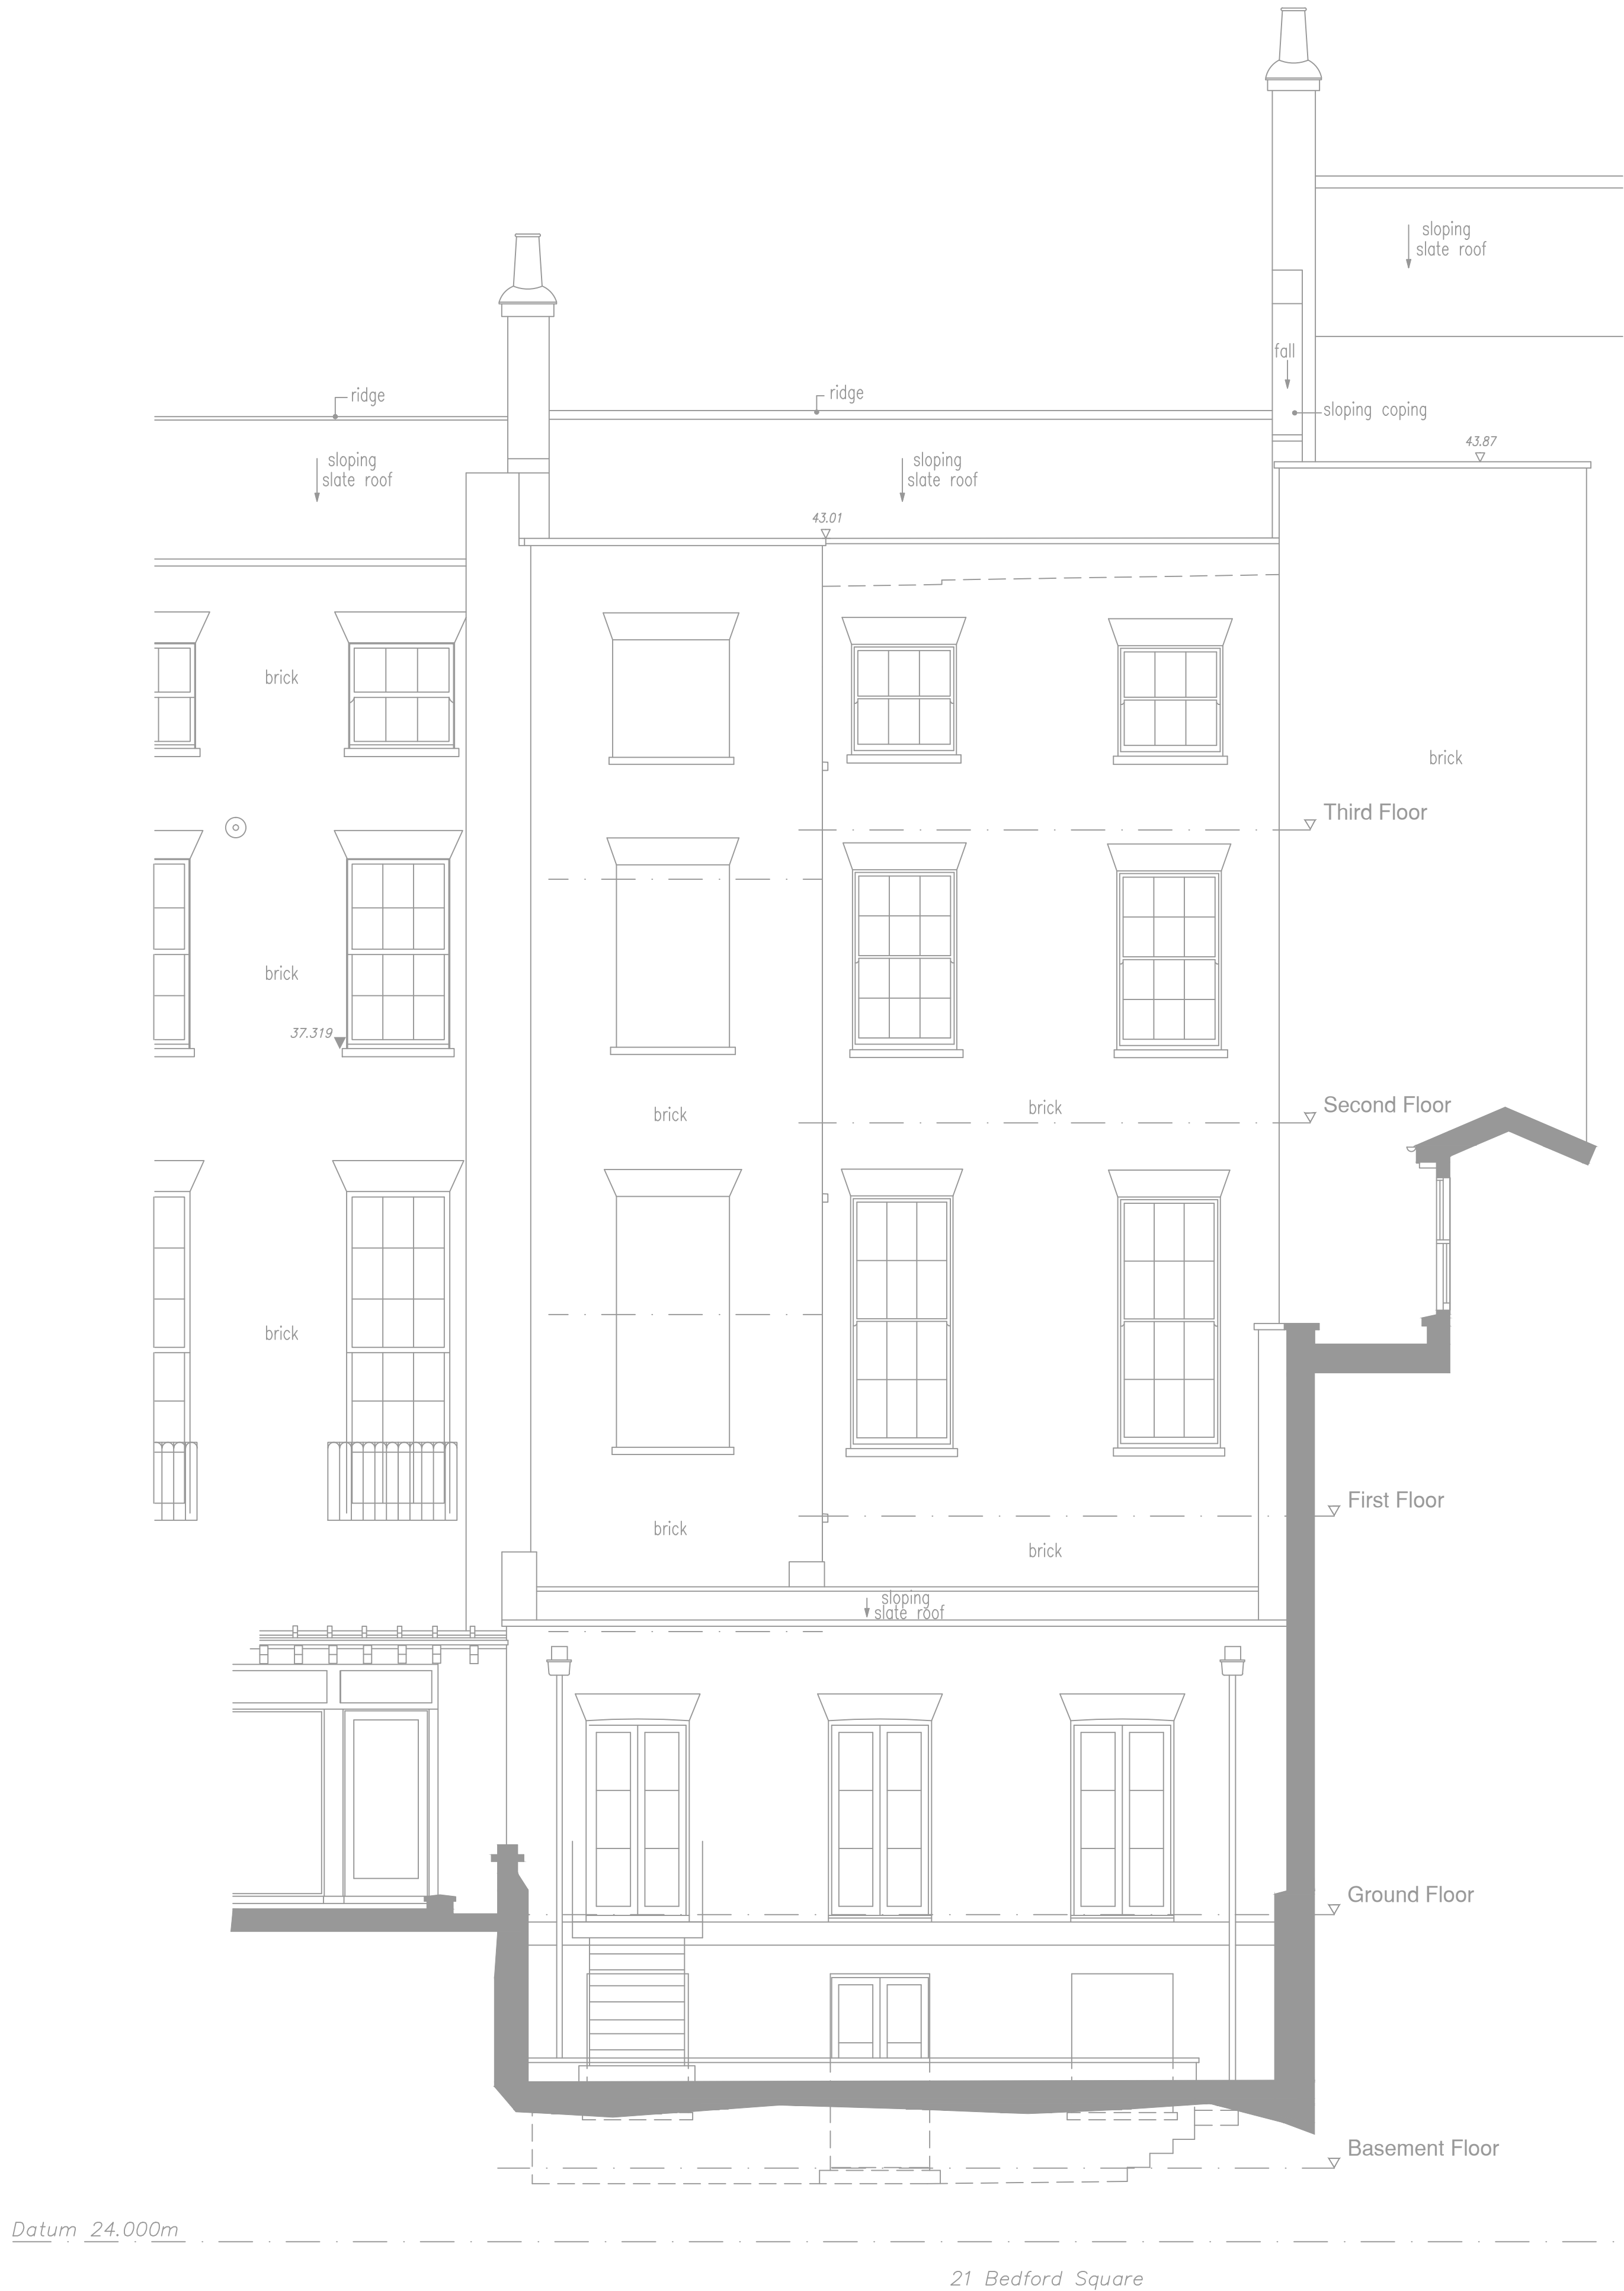 sloping
slate roof
fall
ridge
ridge
sloping coping
43.87
sloping
slate roof
sloping
slate roof
43.01
brick
brick
Third Floor
brick
37.319
Second Floor
brick
brick
brick
First Floor
brick
brick
sloping
slate roof
Ground Floor
Basement Floor
Datum 24.000m
21 Bedford Square